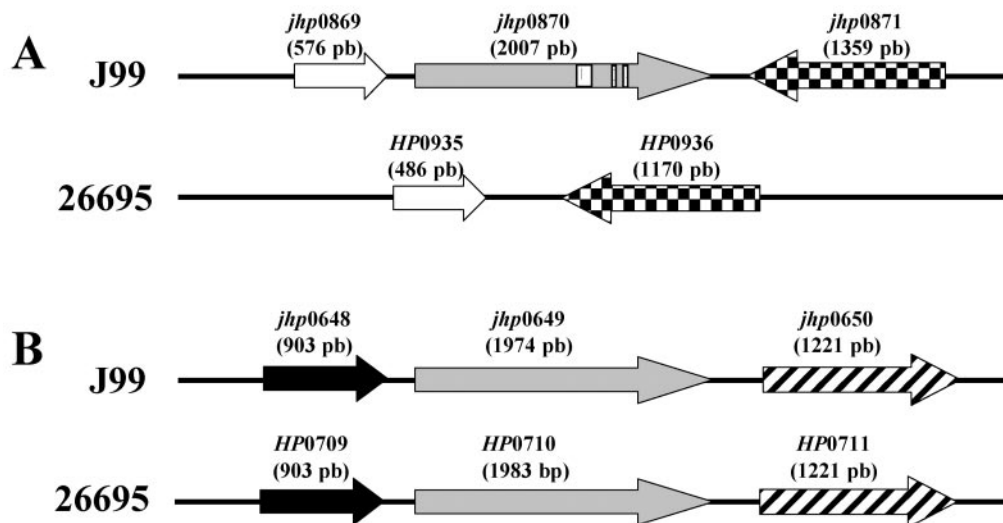 A
J99
jhp0869
(576 pb)
jhp0870
(2007 pb)
jhp0871
(1359 pb)
26695
HP0935
(486 pb)
HP0936
(1170 pb)
B
J99
jhp0648
(903 pb)
jhp0649
(1974 pb)
jhp0650
(1221 pb)
26695
HP0709
(903 pb)
HP0710
(1983 bp)
HP0711
(1221 pb)